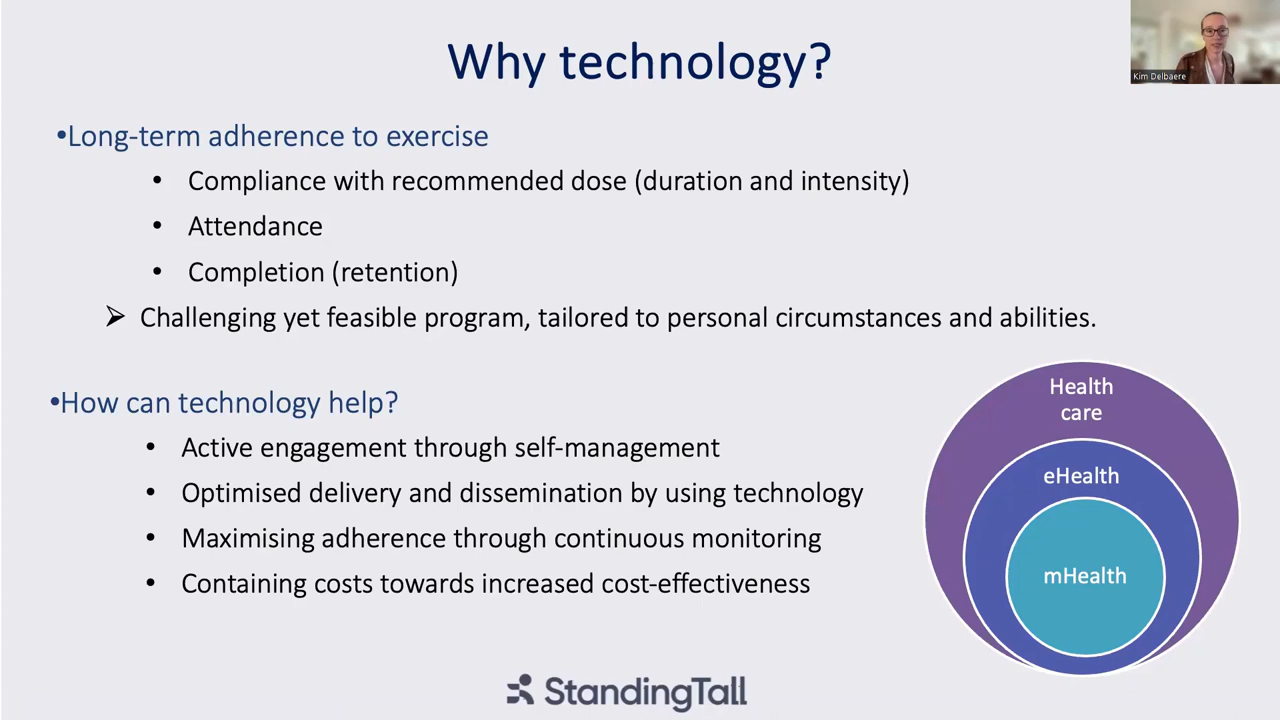 Why technology?
Kim Delbaere
•Long-term adherence to exercise
• Compliance with recommended dose (duration and intensity)
• Attendance
• Completion (retention)
➢ Challenging yet feasible program, tailored to personal circumstances and abilities.
•How can technology help?
• Active engagement through self-management
• Optimised delivery and dissemination by using technology
• Maximising adherence through continuous monitoring
• Containing costs towards increased cost-effectiveness
Health
care
eHealth
mHealth
StandingTall